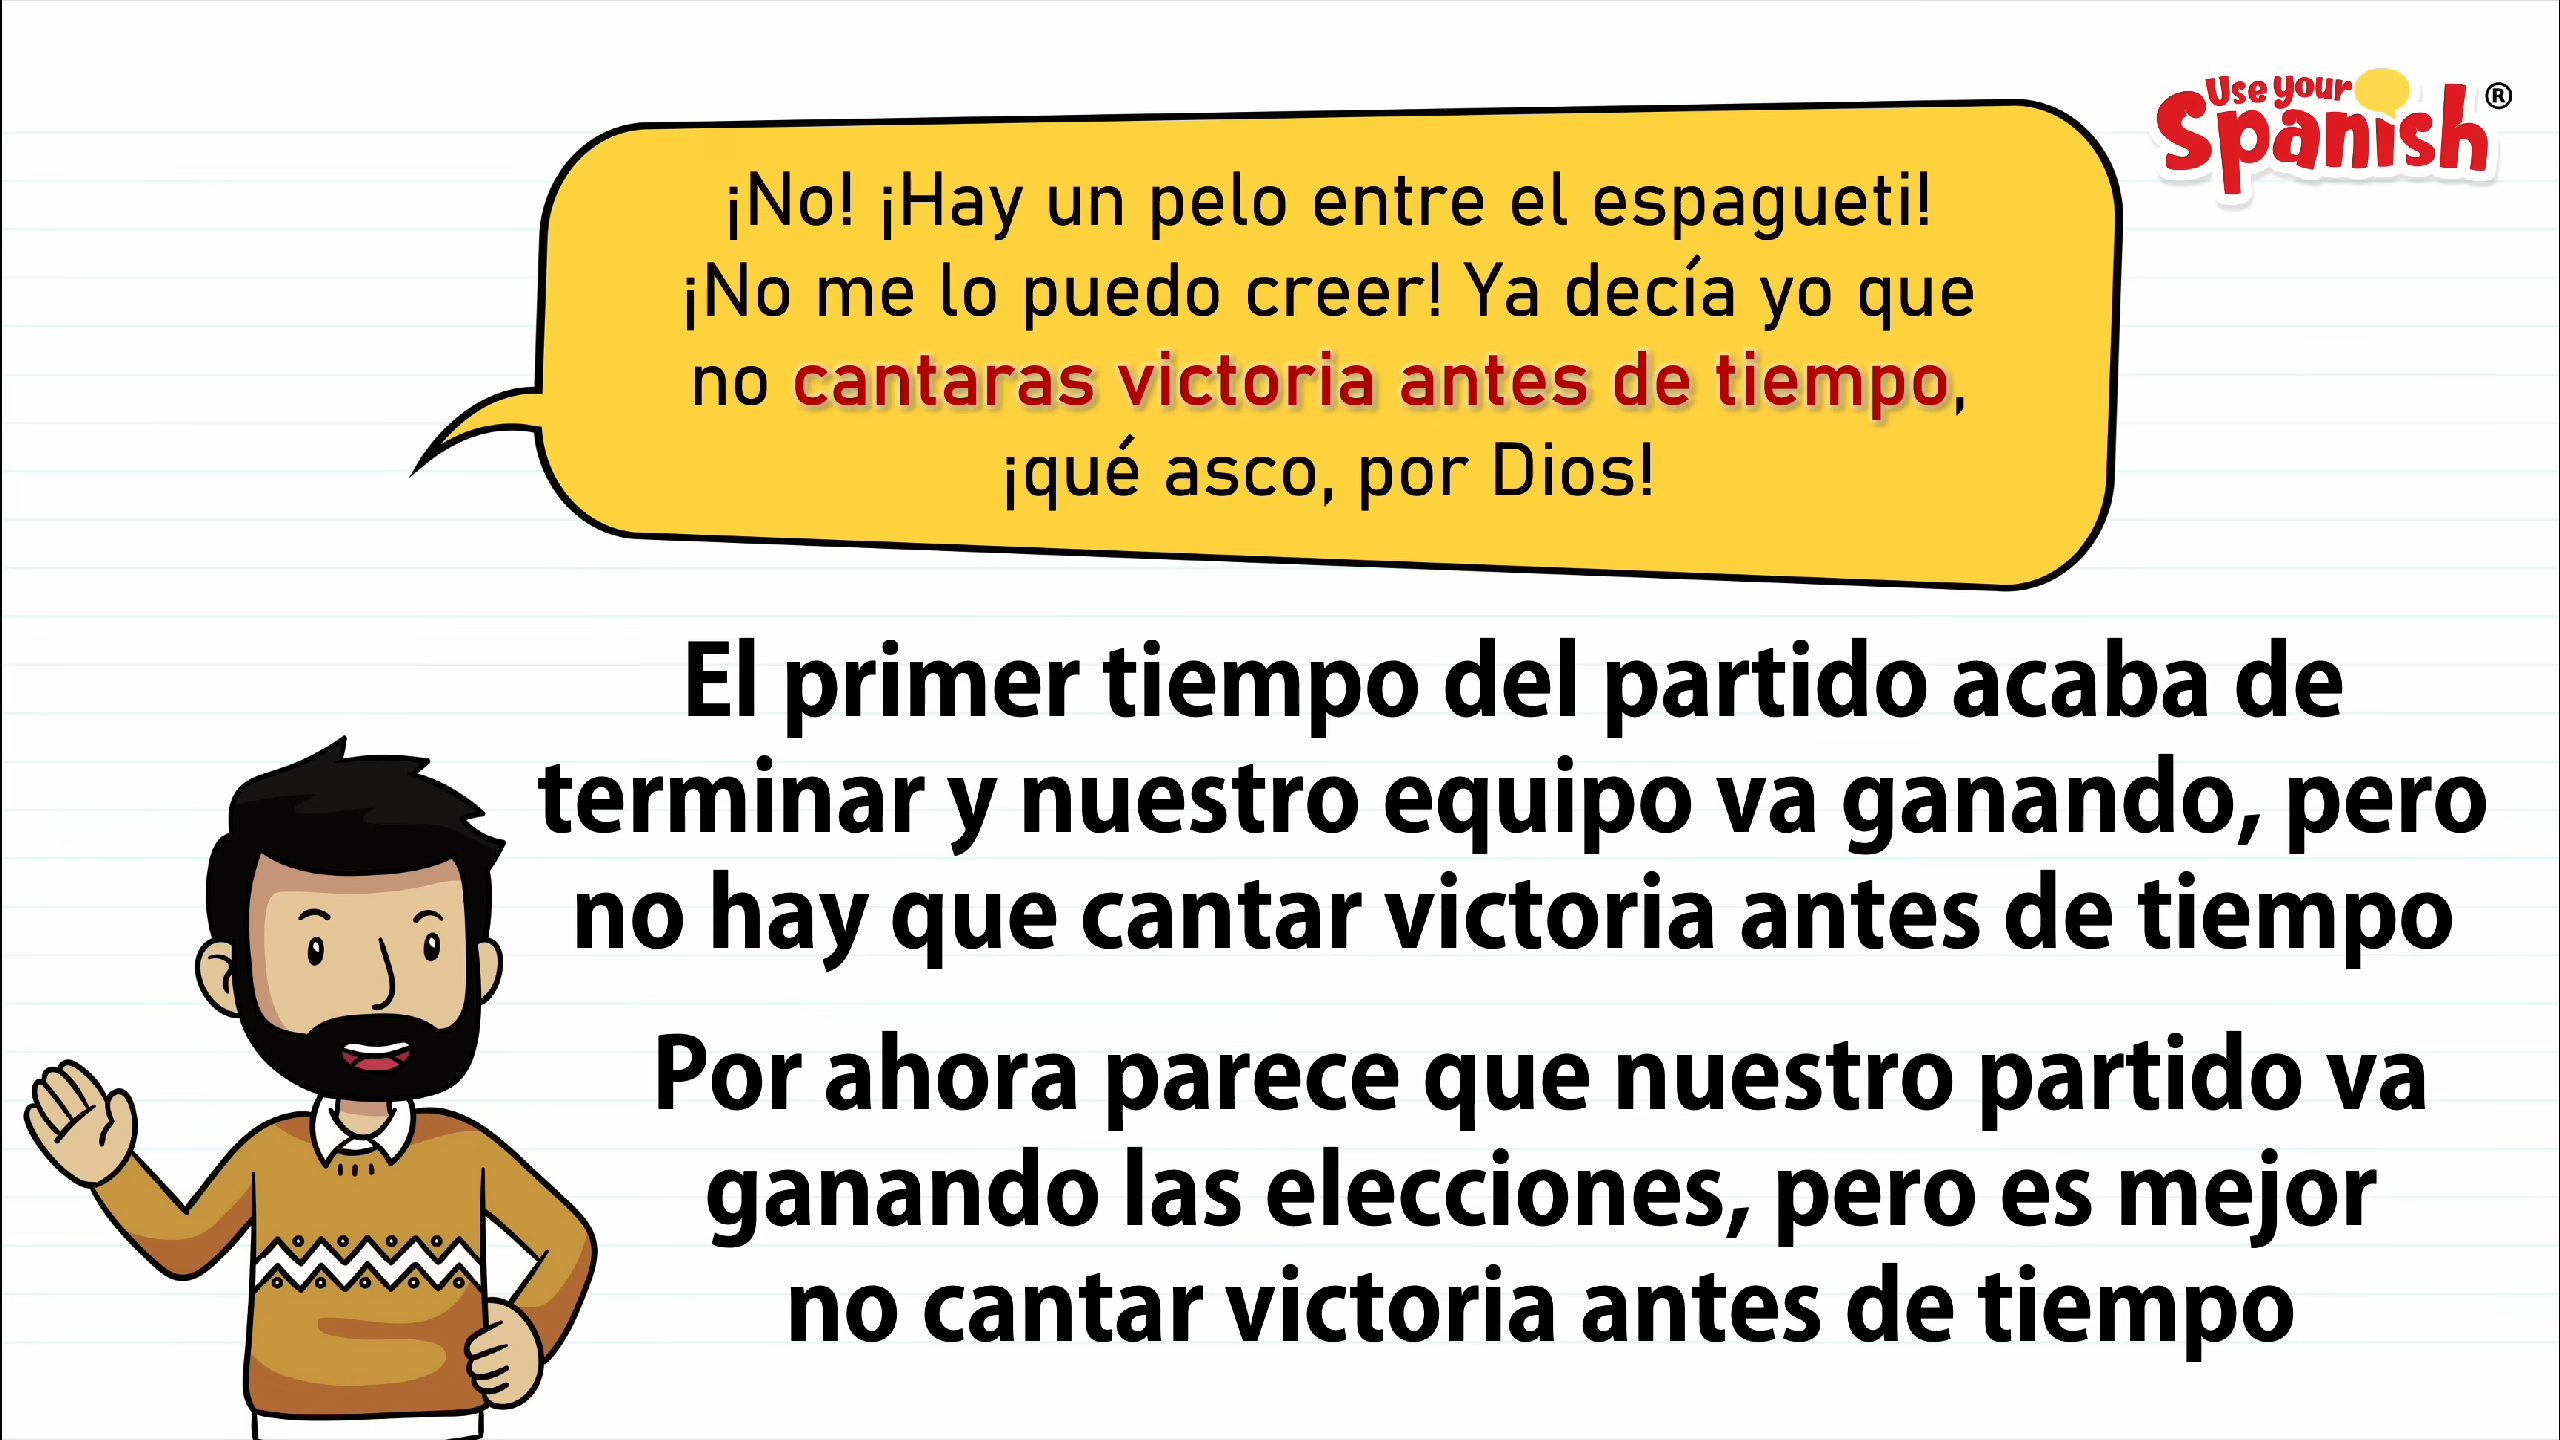 Use your
Spanish®
¡No! ¡Hay un pelo entre el espagueti!
¡No me lo puedo creer! Ya decía yo que
no cantaras victoria antes de tiempo,
¡qué asco, por Dios!
El primer tiempo del partido acaba de
terminar y nuestro equipo va ganando, pero
no hay que cantar victoria antes de tiempo
Por ahora parece que nuestro partido va
ganando las elecciones, pero es mejor
no cantar victoria antes de tiempo